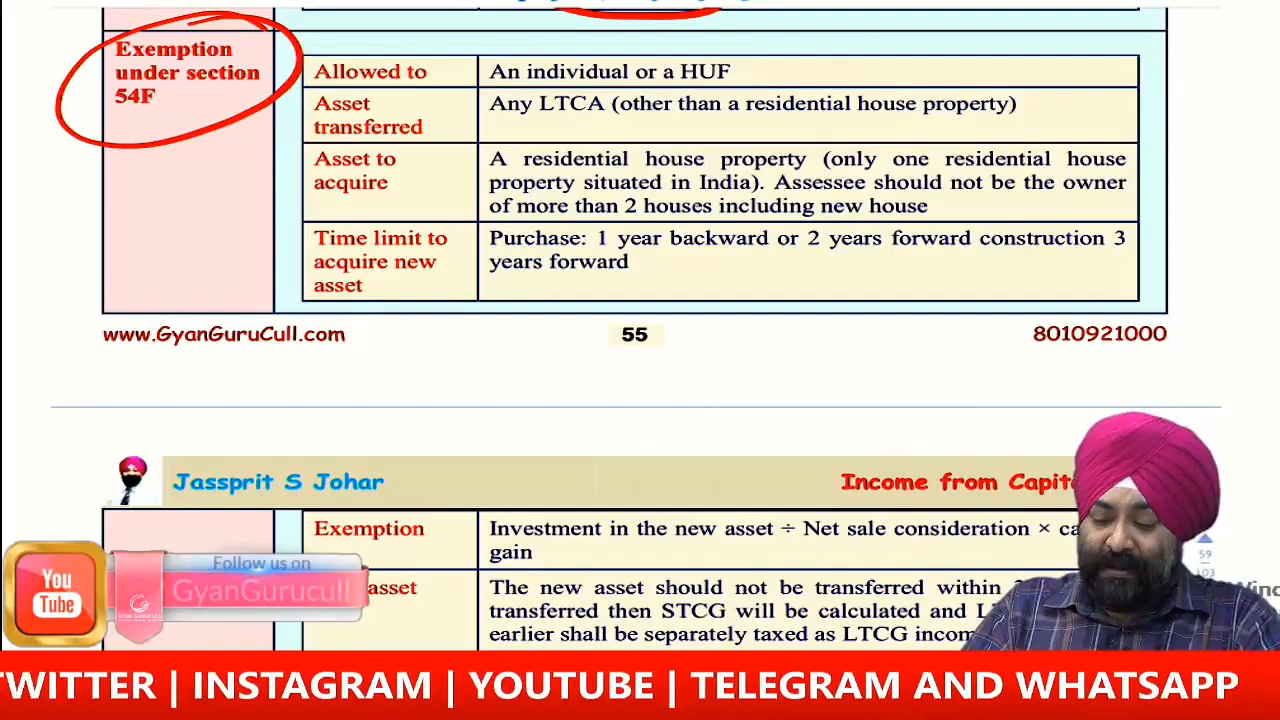 Exemption
under section
54F
Allowed to
An individual or a HUF
Asset
transferred
Any LTCA (other than a residential house property)
Asset to
acquire
A residential house property (only one residential house
property situated in India). Assessee should not be the owner
of more than 2 houses including new house
Time limit to
acquire new
asset
Purchase: 1 year backward or 2 years forward construction 3
years forward
www.GyanGuruCull.com
55
8010921000
Jassprit S Johar
Income from
Exemption
Investment in the new asset ÷ Net sale consideration ×
gain
asset
The new asset should not be transferred within
transferred then STCG will be calculated and
earlier shall be separately taxed as LTCG
You
Tube
Follow us on
GyanGurucull
59
103
TWITTER | INSTAGRAM | YOUTUBE | TELEGRAM AND WHATSAPP